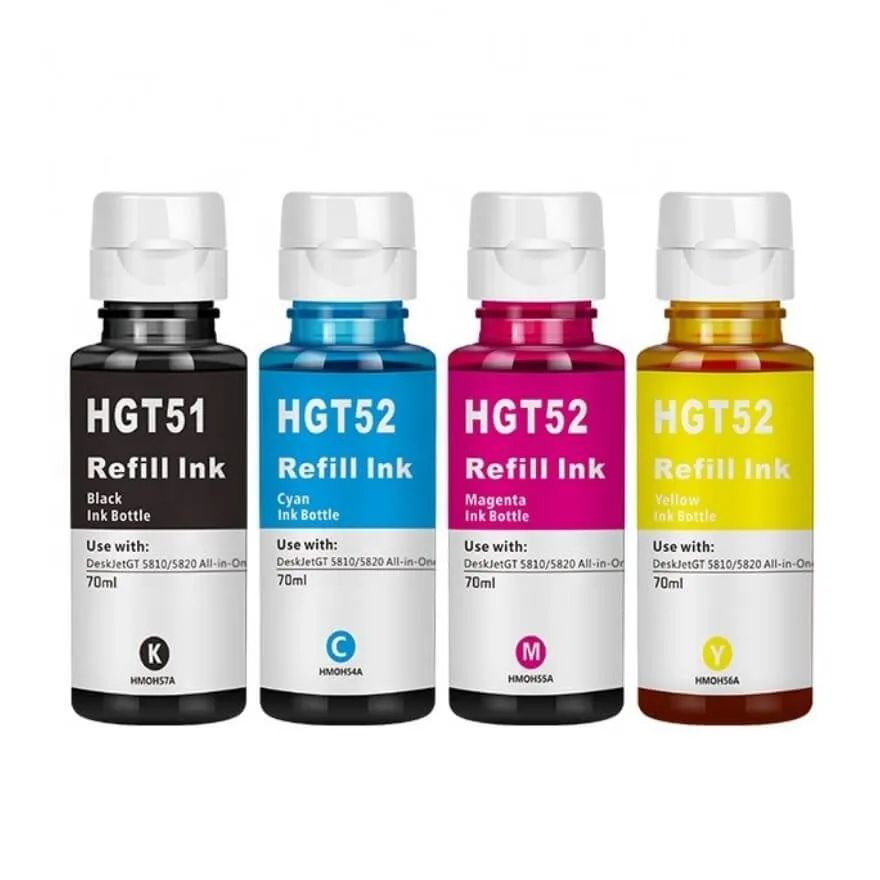 HGT51
Refill Ink
Black
Ink Bottle
Use with:
DeskJetGT 5810/5820 All-in-On
70ml
K
HMOH57A
HGT52
Refill Ink
Cyan
Ink Bottle
Use with:
DeskJetGT 5810/5820 All-in-One
70ml
C
HMOH54A
HGT52
Refill Ink
Magenta
Ink Bottle
Use with:
DeskJetGT 5810/5820 All-in-One
70ml
M
HMOH55A
HGT52
Refill Ink
Yellow
Ink Bottle
Use with:
DeskJetGT 5810/5820 All-in-One
70ml
Y
HMOH56A